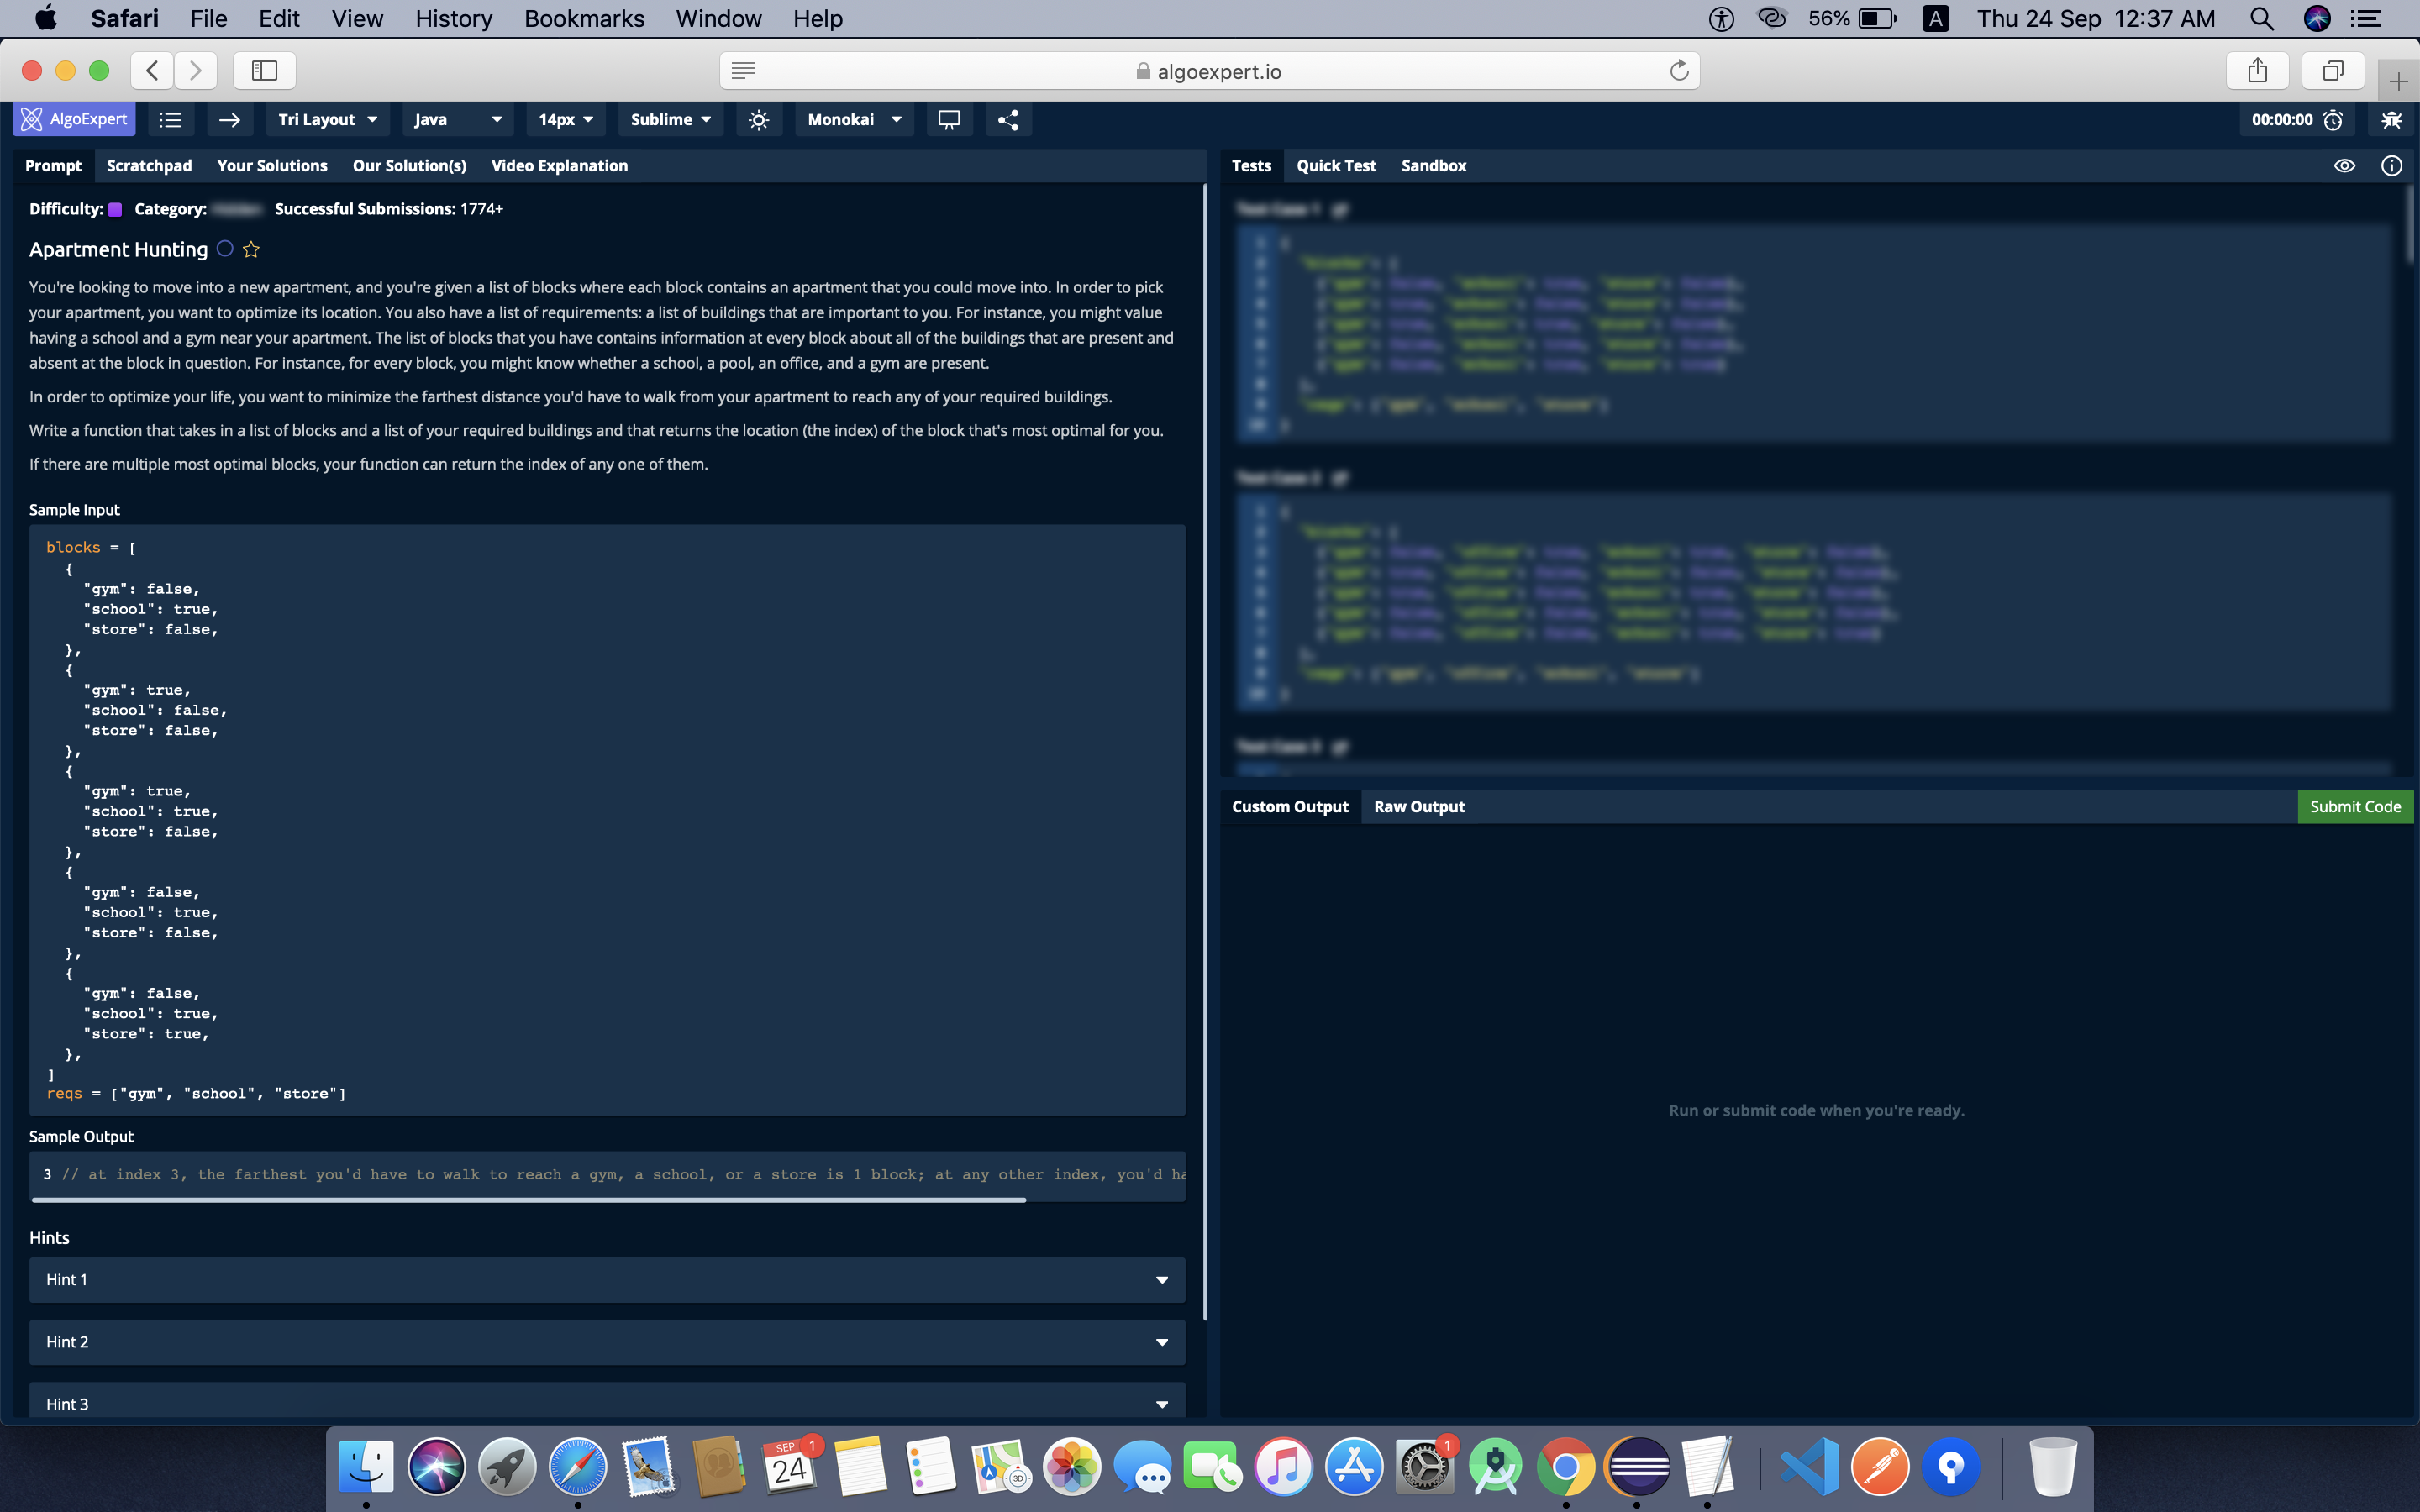 Safari File Edit View History Bookmarks Window Help 56% A Thu 24 Sep 12:37 AM
algoexpert.io
AlgoExpert Tri Layout Java 14px Sublime Monokai 00:00:00
Prompt Scratchpad Your Solutions Our Solution(s) Video Explanation
Difficulty: Category: Successful Submissions: 1774+
Apartment Hunting
You're looking to move into a new apartment, and you're given a list of blocks where each block contains an apartment that you could move into. In order to pick
your apartment, you want to optimize its location. You also have a list of requirements: a list of buildings that are important to you. For instance, you might value
having a school and a gym near your apartment. The list of blocks that you have contains information at every block about all of the buildings that are present and
absent at the block in question. For instance, for every block, you might know whether a school, a pool, an office, and a gym are present.
In order to optimize your life, you want to minimize the farthest distance you'd have to walk from your apartment to reach any of your required buildings.
Write a function that takes in a list of blocks and a list of your required buildings and that returns the location (the index) of the block that's most optimal for you.
If there are multiple most optimal blocks, your function can return the index of any one of them.
Sample Input
blocks = [
{
"gym": false,
"school": true,
"store": false,
},
{
"gym": true,
"school": false,
"store": false,
},
{
"gym": true,
"school": true,
"store": false,
},
{
"gym": false,
"school": true,
"store": false,
},
{
"gym": false,
"school": true,
"store": true,
},
]
reqs = ["gym", "school", "store"]
Sample Output
3 // at index 3, the farthest you'd have to walk to reach a gym, a school, or a store is 1 block; at any other index, you'd ha
Hints
Hint 1
Hint 2
Hint 3
Tests Quick Test Sandbox
Test Case 1
Test Case 2
Test Case 3
Custom Output Raw Output Submit Code
Run or submit code when you're ready.
SEP 24 1
3D
1